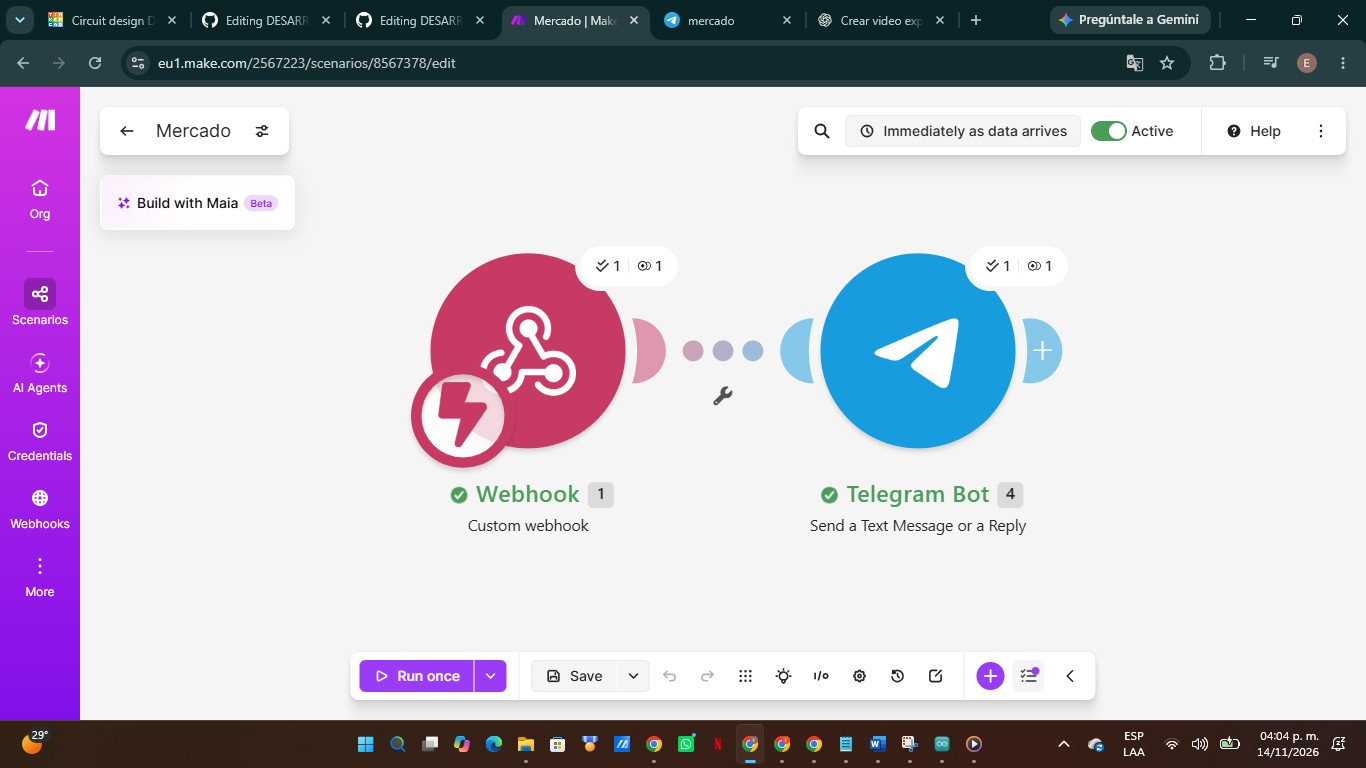 Circuit design D
Editing DESARR
Editing DESARR
Mercado | Make
mercado
Crear video exp
Pregúntale a Gemini
eu1.make.com/2567223/scenarios/8567378/edit
E
Mercado
Immediately as data arrives
Active
Help
Build with Maia Beta
Org
Scenarios
AI Agents
Credentials
Webhooks
More
1 1
1 1
Webhook 1
Custom webhook
Telegram Bot 4
Send a Text Message or a Reply
Run once
Save
29°
ESP
LAA
04:04 p. m.
14/11/2026